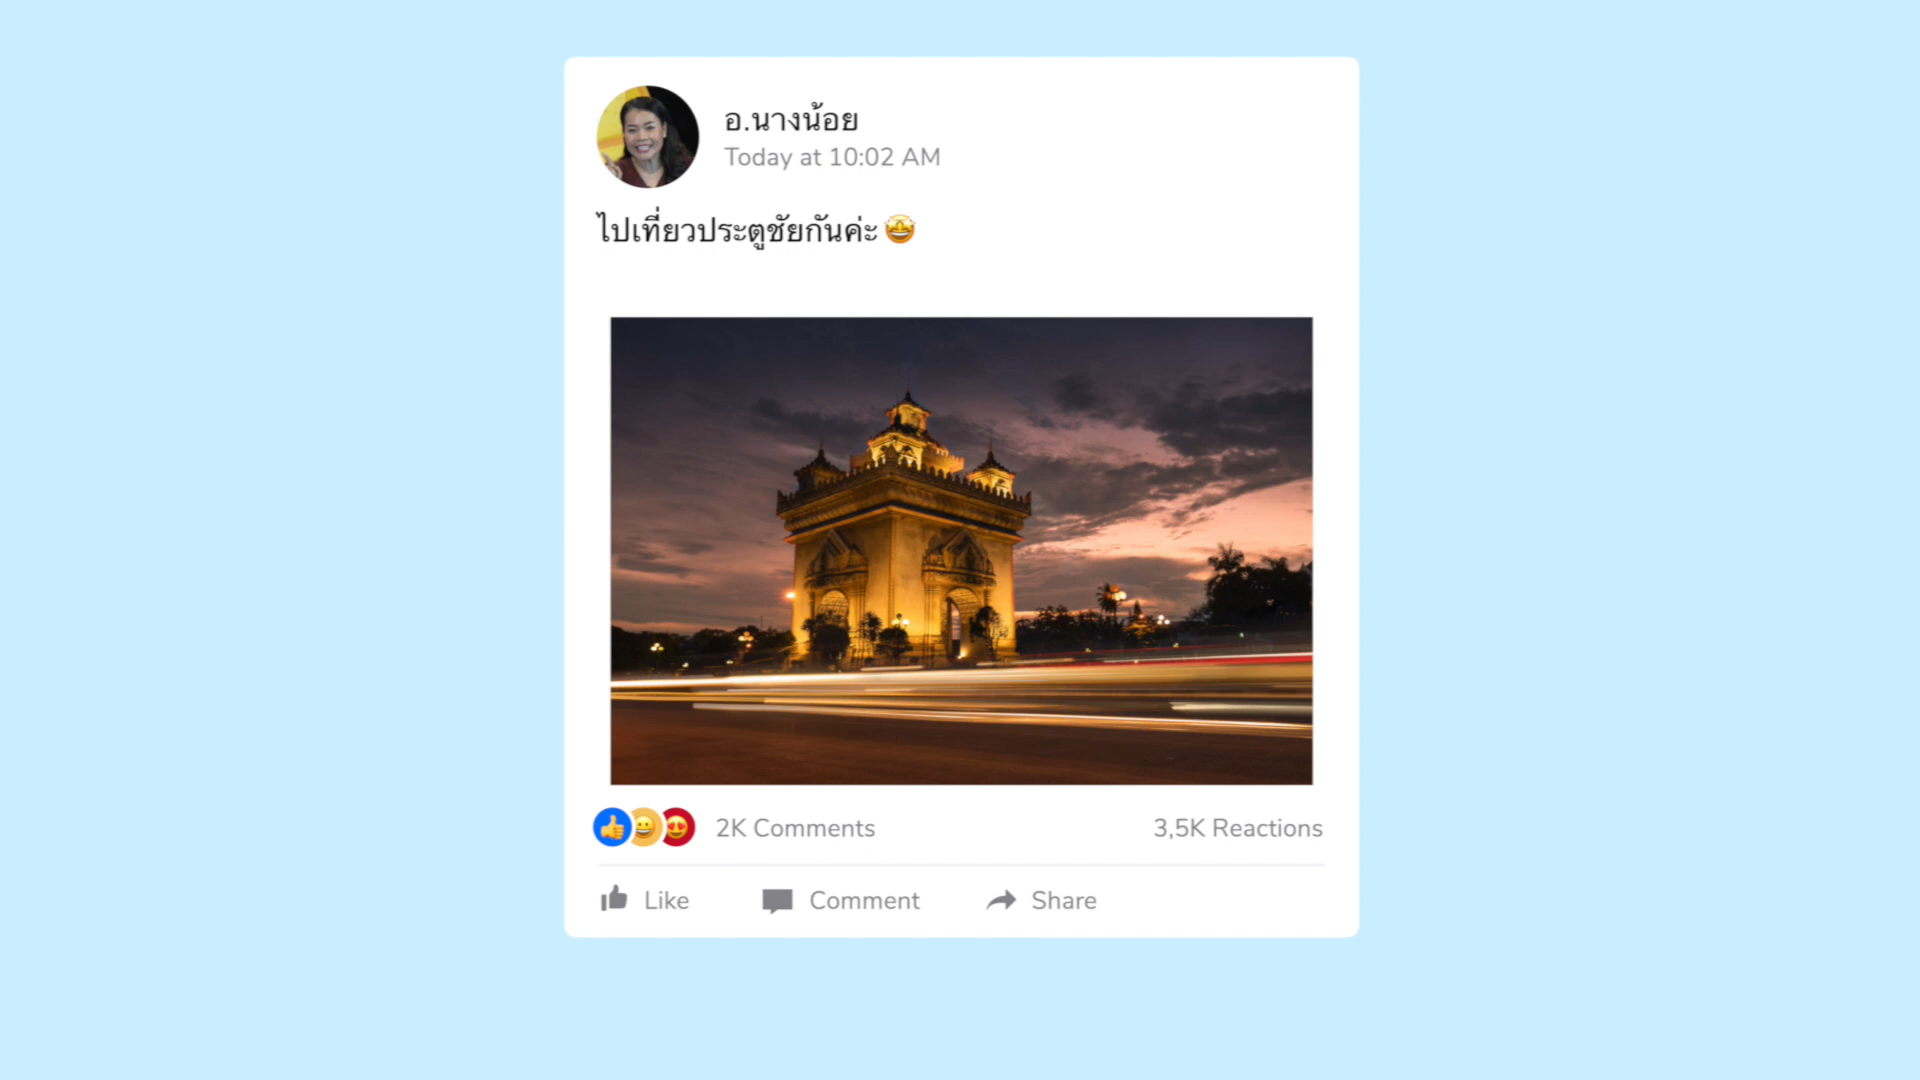 อ.นางน้อย
Today at 10:02 AM
ไปเที่ยวประตูชัยกันค่ะ🤩
2K Comments
3,5K Reactions
Like
Comment
Share